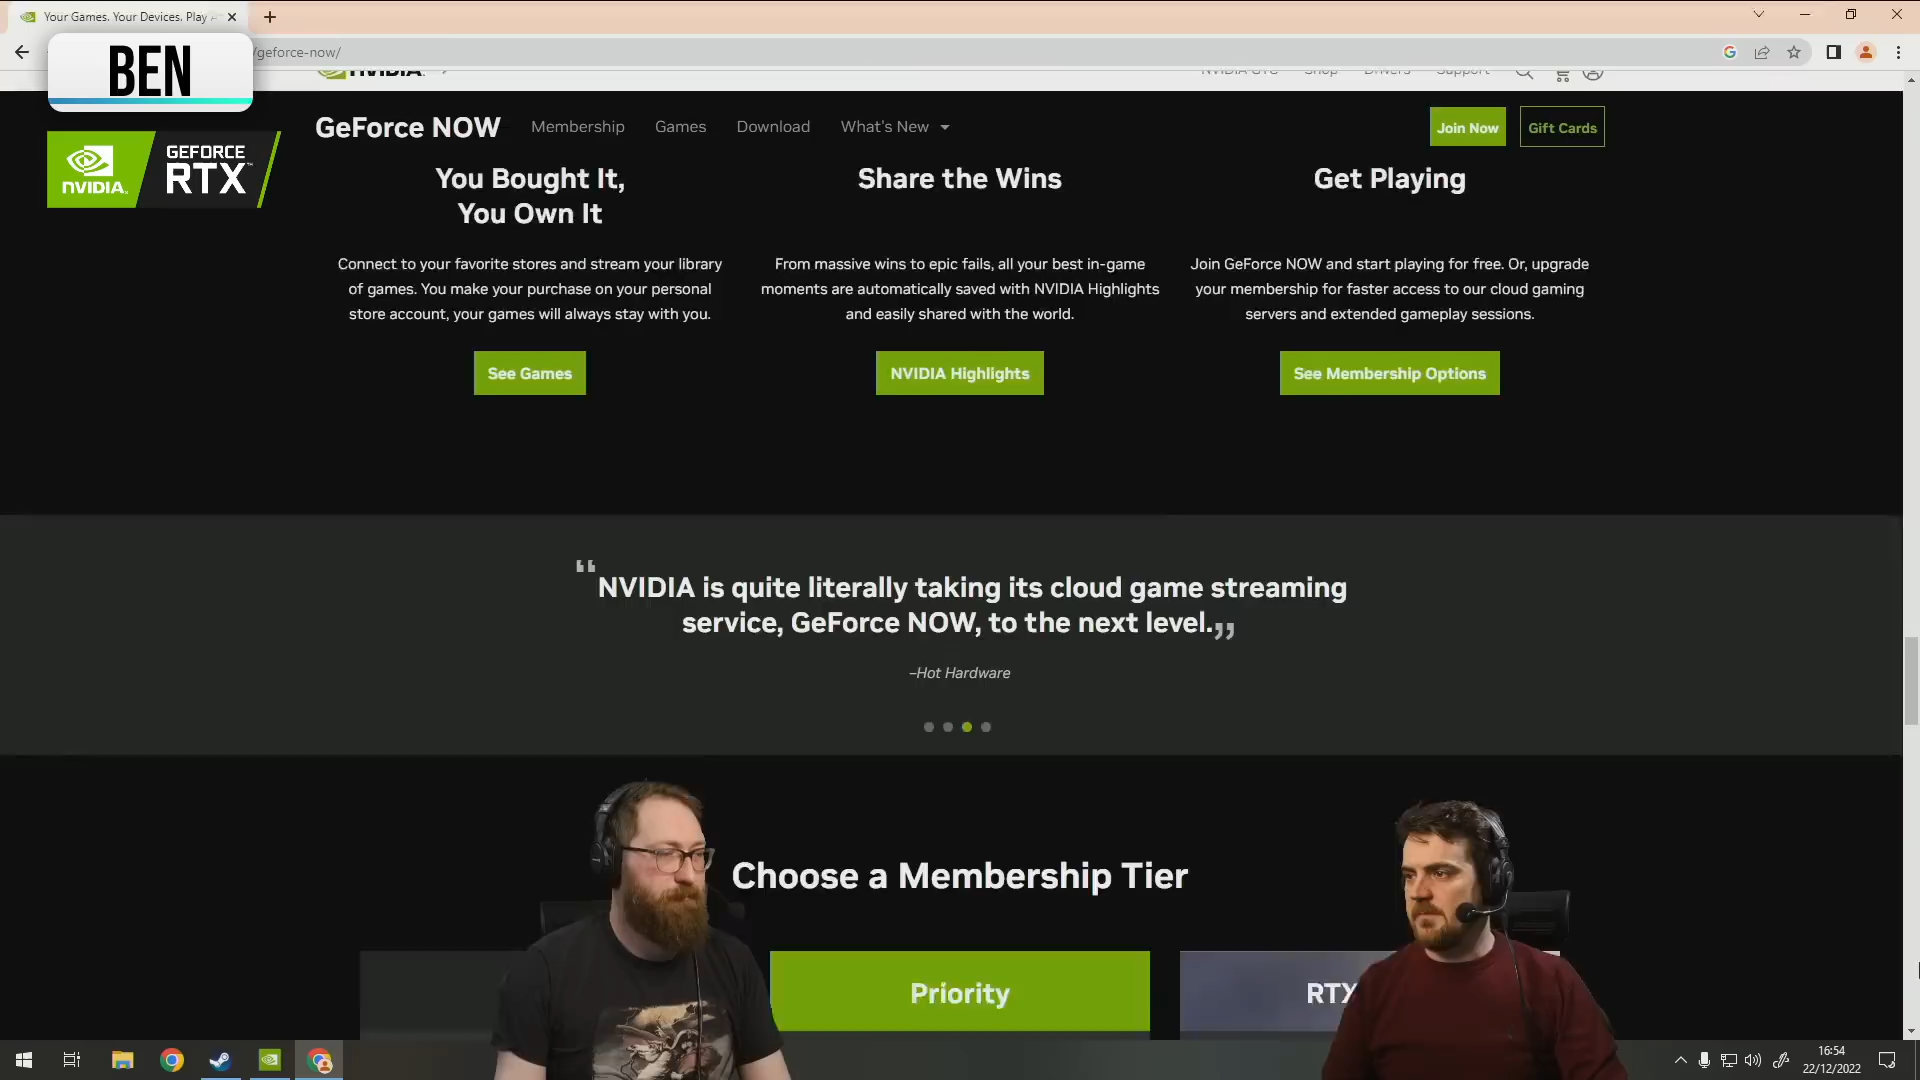 Your Games. Your Devices. Play
BEN
/geforce-now/
NVIDIA.
NVIDIA GTC
Shop
Drivers
Support
NVIDIA.
GEFORCE
RTX
GeForce NOW
Membership
Games
Download
What's New
Join Now
Gift Cards
You Bought It,
You Own It
Connect to your favorite stores and stream your library
of games. You make your purchase on your personal
store account, your games will always stay with you.
See Games
Share the Wins
From massive wins to epic fails, all your best in-game
moments are automatically saved with NVIDIA Highlights
and easily shared with the world.
NVIDIA Highlights
Get Playing
Join GeForce NOW and start playing for free. Or, upgrade
your membership for faster access to our cloud gaming
servers and extended gameplay sessions.
See Membership Options
“NVIDIA is quite literally taking its cloud game streaming
service, GeForce NOW, to the next level.”
–Hot Hardware
Choose a Membership Tier
Priority
RTX
16:54
22/12/2022